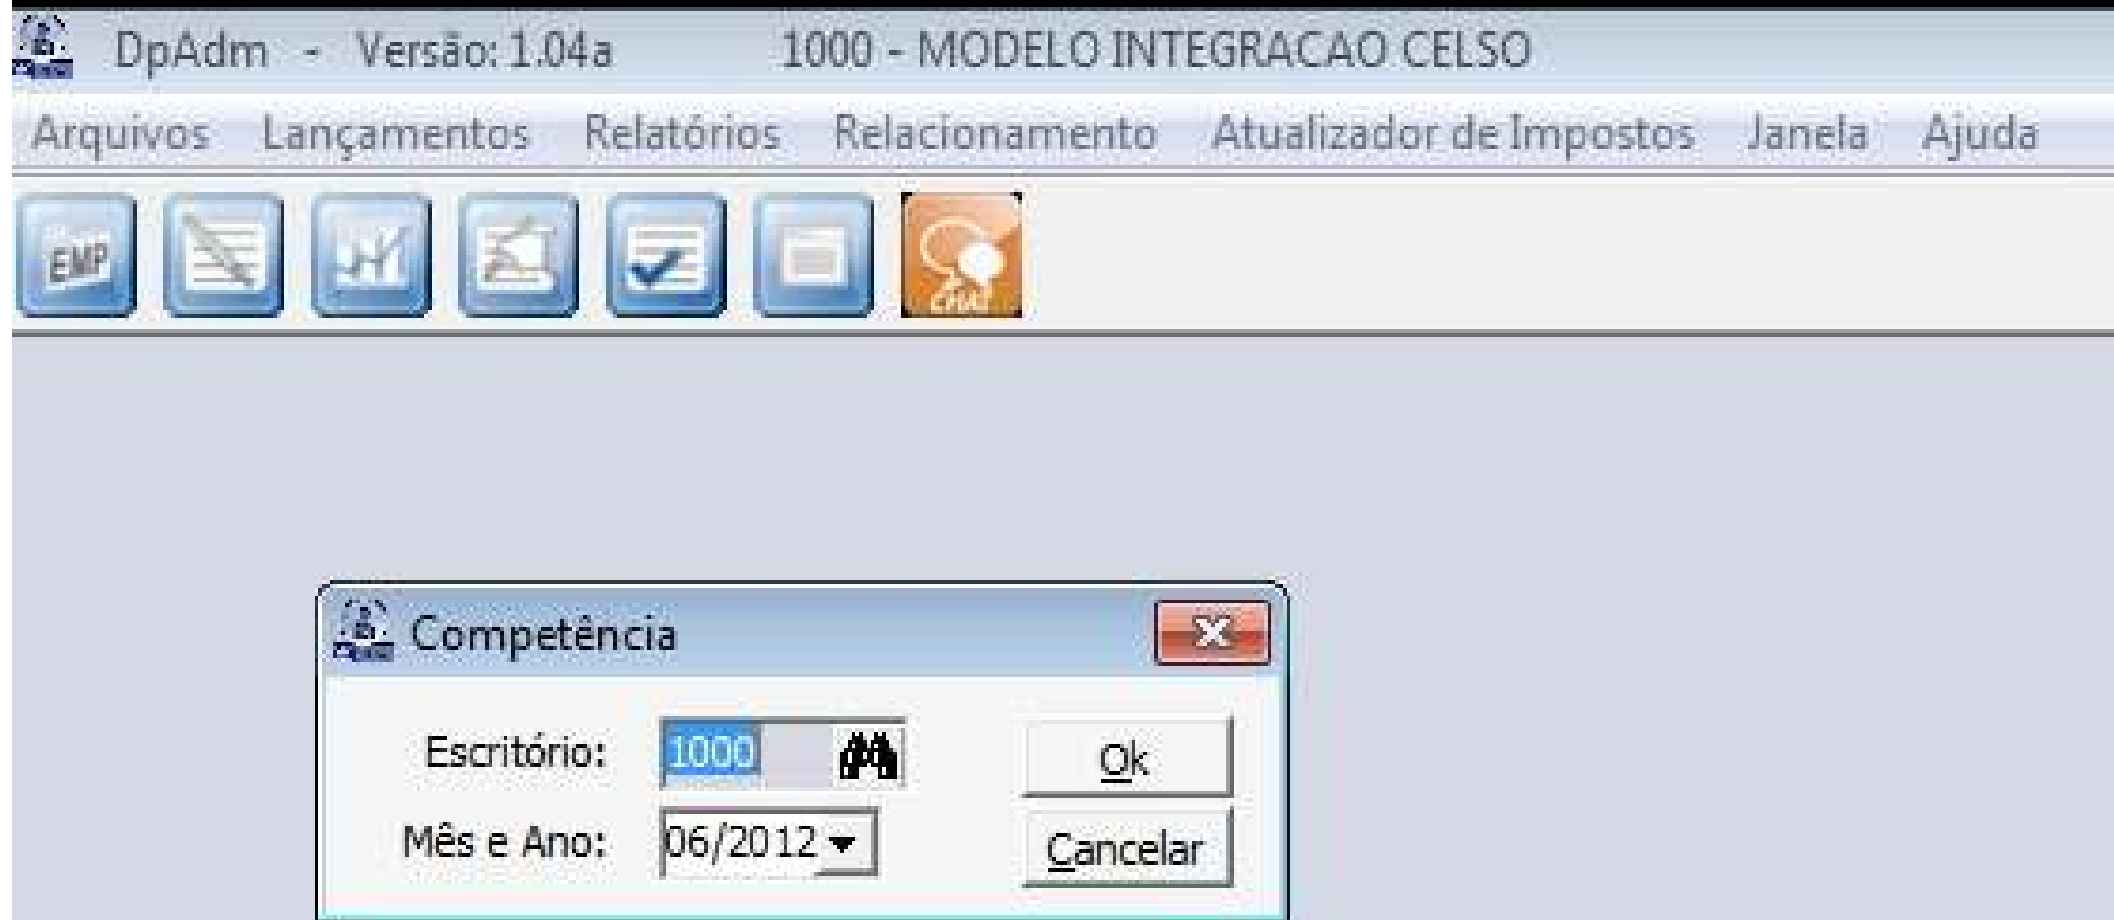 DpAdm - Versão: 1.04a 1000 - MODELO INTEGRACAO CELSO
Arquivos Lançamentos Relatórios Relacionamento Atualizador de Impostos Janela Ajuda
EMP CHAT
Competência
Escritório: 1000 Ok
Mês e Ano: 06/2012 Cancelar